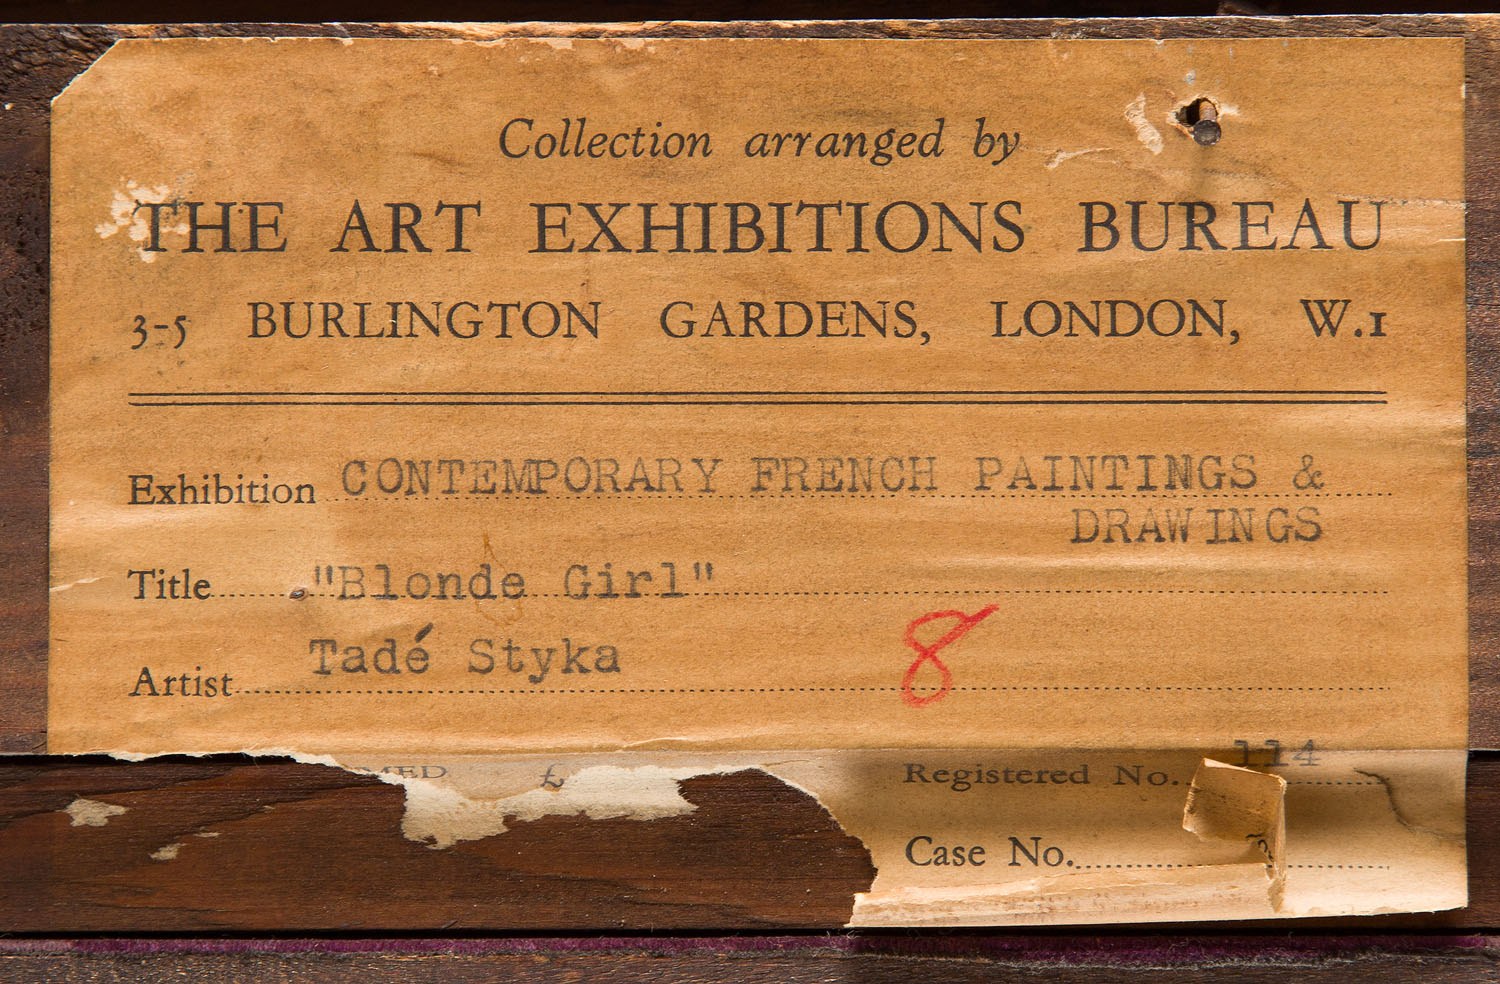 Collection arranged by
THE ART EXHIBITIONS BUREAU
3-5 BURLINGTON GARDENS, LONDON, W.1
Exhibition CONTEMPORARY FRENCH PAINTINGS &
DRAWINGS
Title "Blonde Girl"
Artist Tadé Styka
8
£ Registered No. 114
Case No.